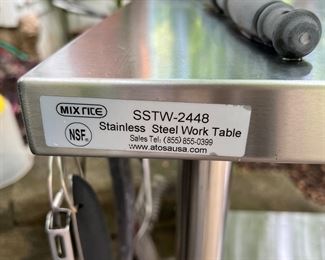 MIXRITE
SSTW-2448
NSF
Stainless Steel Work Table
Sales Tel: (855) 855-0399
www.atosausa.com